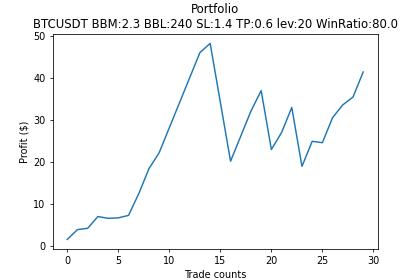 Portfolio
BTCUSDT BBM:2.3 BBL:240 SL:1.4 TP:0.6 lev:20 WinRatio:80.0
50
40
30
20
10
0
Profit ($)
0 5 10 15 20 25 30
Trade counts